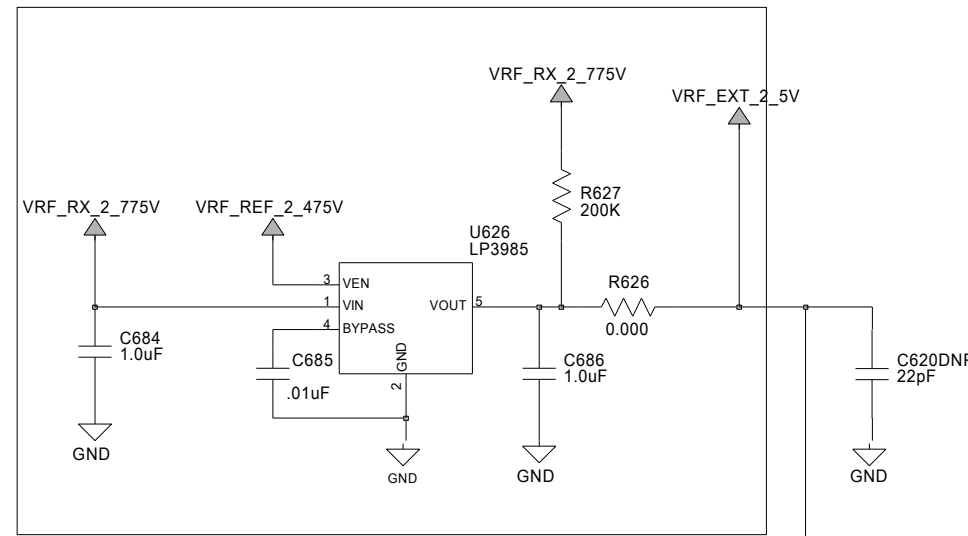 VRF_RX_2_775V
VRF_EXT_2_5V
R627
200K
VRF_RX_2_775V
VRF_REF_2_475V
U626
LP3985
3 VEN
1 VIN
4 BYPASS
VOUT 5
GND
2
R626
0.000
C684
1.0uF
C685
.01uF
C686
1.0uF
C620DNP
22pF
GND
GND
GND
GND